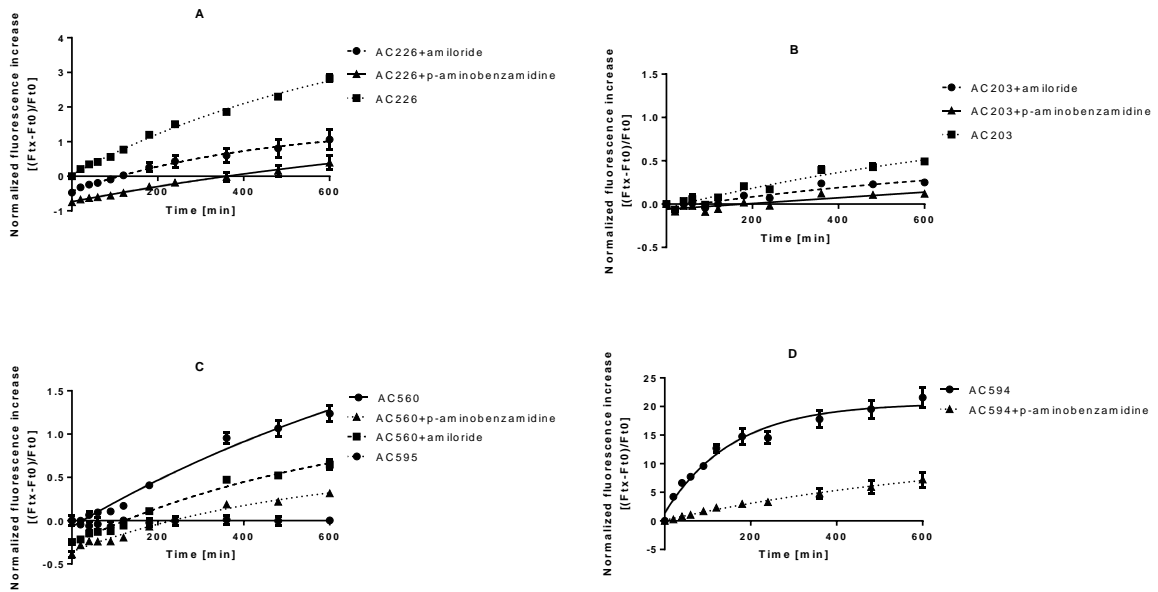 A
Normalized fluorescence increase
[(Ftx-Ft0)/Ft0]
4
3
2
1
0
-1
200
400
600
Time [min]
AC226+amiloride
AC226+p-aminobenzamidine
AC226
B
Normalized fluorescence increase
[(Ftx-Ft0)/Ft0]
1.5
1.0
0.5
0.0
-0.5
200
400
600
Time [min]
AC203+amiloride
AC203+p-aminobenzamidine
AC203
C
Normalized fluorescence increase
[(Ftx-Ft0)/Ft0]
1.5
1.0
0.5
0.0
-0.5
200
400
600
Time [min]
AC560
AC560+p-aminobenzamidine
AC560+amiloride
AC595
D
Normalized fluorescence increase
[(Ftx-Ft0)/Ft0]
25
20
15
10
5
0
-5
200
400
600
Time [min]
AC594
AC594+p-aminobenzamidine